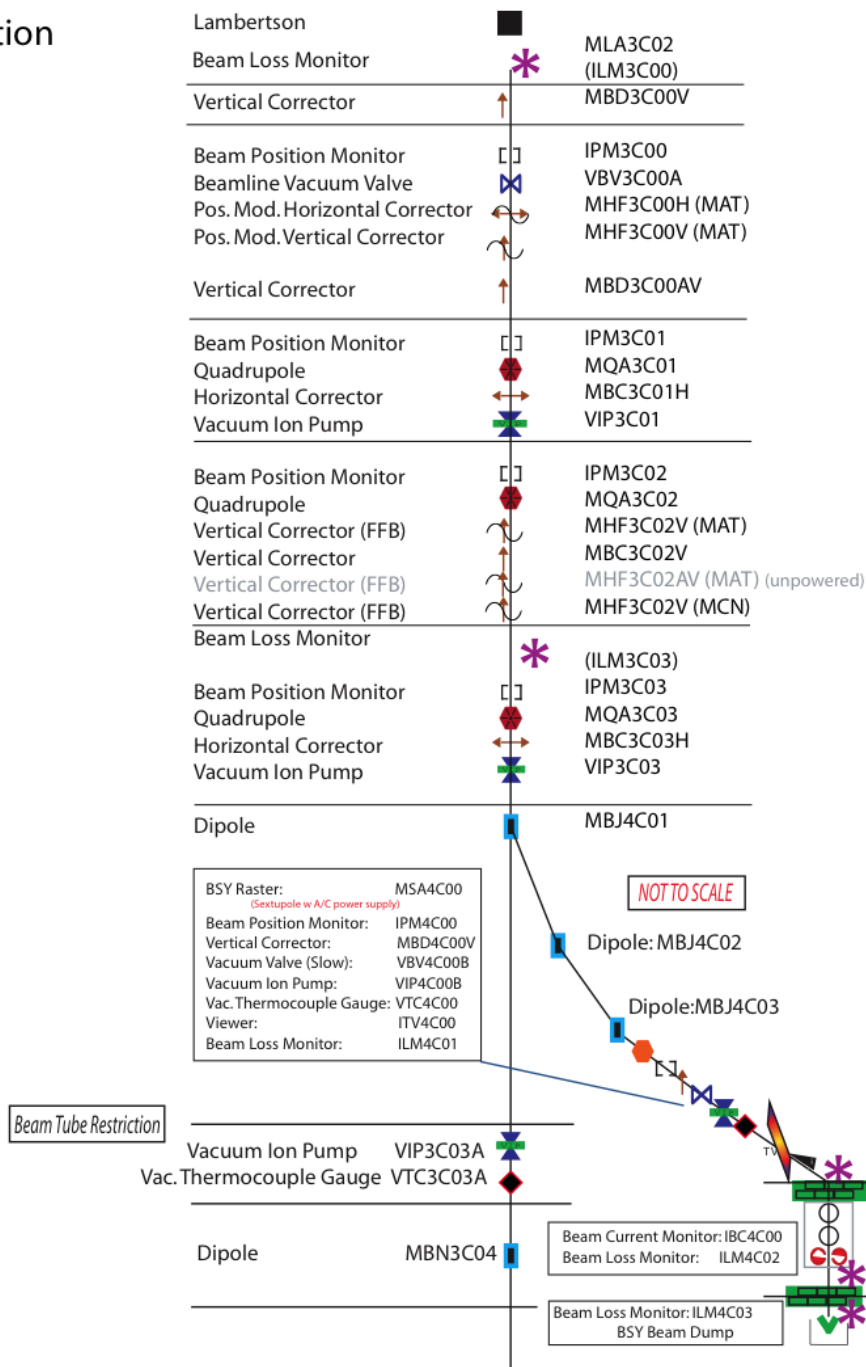 tion
Lambertson
MLA3C02
Beam Loss Monitor (ILM3C00)
Vertical Corrector MBD3C00V
Beam Position Monitor IPM3C00
Beamline Vacuum Valve VBV3C00A
Pos. Mod. Horizontal Corrector MHF3C00H (MAT)
Pos. Mod. Vertical Corrector MHF3C00V (MAT)
Vertical Corrector MBD3C00AV
Beam Position Monitor IPM3C01
Quadrupole MQA3C01
Horizontal Corrector MBC3C01H
Vacuum Ion Pump VIP3C01
Beam Position Monitor IPM3C02
Quadrupole MQA3C02
Vertical Corrector (FFB) MHF3C02V (MAT)
Vertical Corrector MBC3C02V
Vertical Corrector (FFB) MHF3C02AV (MAT) (unpowered)
Vertical Corrector (FFB) MHF3C02V (MCN)
Beam Loss Monitor
(ILM3C03)
Beam Position Monitor IPM3C03
Quadrupole MQA3C03
Horizontal Corrector MBC3C03H
Vacuum Ion Pump VIP3C03
Dipole MBJ4C01
BSY Raster: MSA4C00
(Sextupole w A/C power supply)
Beam Position Monitor: IPM4C00
Vertical Corrector: MBD4C00V
Vacuum Valve (Slow): VBV4C00B
Vacuum Ion Pump: VIP4C00B
Vac. Thermocouple Gauge: VTC4C00
Viewer: ITV4C00
Beam Loss Monitor: ILM4C01
NOT TO SCALE
Dipole: MBJ4C02
Dipole:MBJ4C03
Beam Tube Restriction
TV
Vacuum Ion Pump VIP3C03A
Vac. Thermocouple Gauge VTC3C03A
Dipole MBN3C04
Beam Current Monitor: IBC4C00
Beam Loss Monitor: ILM4C02
Beam Loss Monitor: ILM4C03
BSY Beam Dump